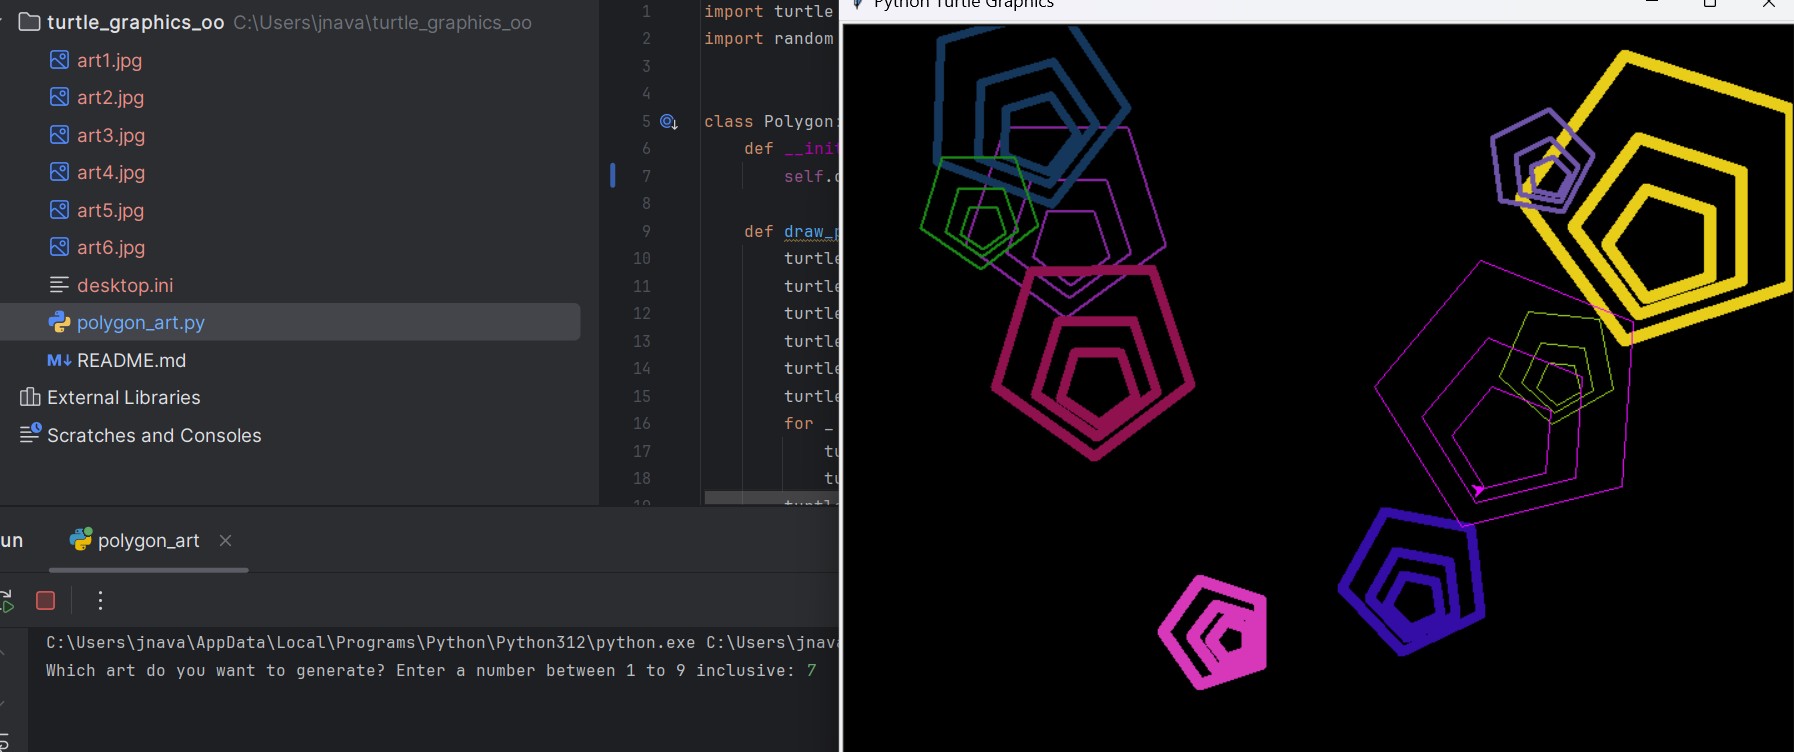 turtle_graphics_oo C:\Users\jnava\turtle_graphics_oo
art1.jpg
art2.jpg
art3.jpg
art4.jpg
art5.jpg
art6.jpg
desktop.ini
polygon_art.py
M↓ README.md
External Libraries
Scratches and Consoles
1 import turtle
2 import random
3
4
5 class Polygon:
6 def __init
7 self.
8
9 def draw_p
10 turtle
11 turtle
12 turtle
13 turtle
14 turtle
15 turtle
16 for _
17 tu
18 tu
19 turtle
Python Turtle Graphics
un polygon_art
C:\Users\jnava\AppData\Local\Programs\Python\Python312\python.exe C:\Users\jnava
Which art do you want to generate? Enter a number between 1 to 9 inclusive: 7